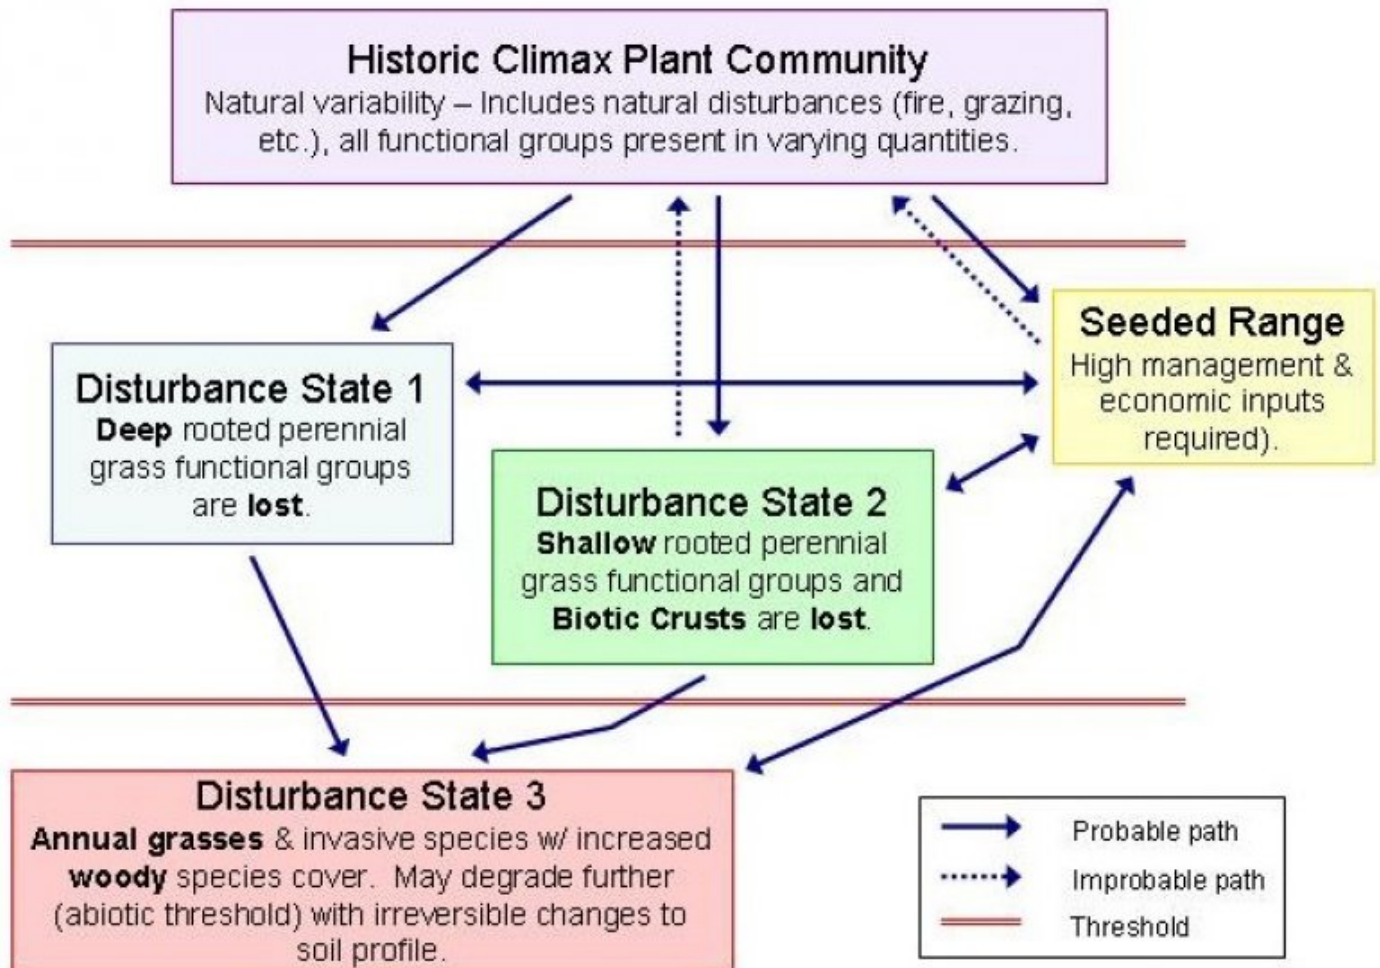 Historic Climax Plant Community
Natural variability – Includes natural disturbances (fire, grazing,
etc.), all functional groups present in varying quantities.
Seeded Range
High management &
economic inputs
required).
Disturbance State 1
Deep rooted perennial
grass functional groups
are lost.
Disturbance State 2
Shallow rooted perennial
grass functional groups and
Biotic Crusts are lost.
Disturbance State 3
Annual grasses & invasive species w/ increased
woody species cover. May degrade further
(abiotic threshold) with irreversible changes to
soil profile.
Probable path
Improbable path
Threshold